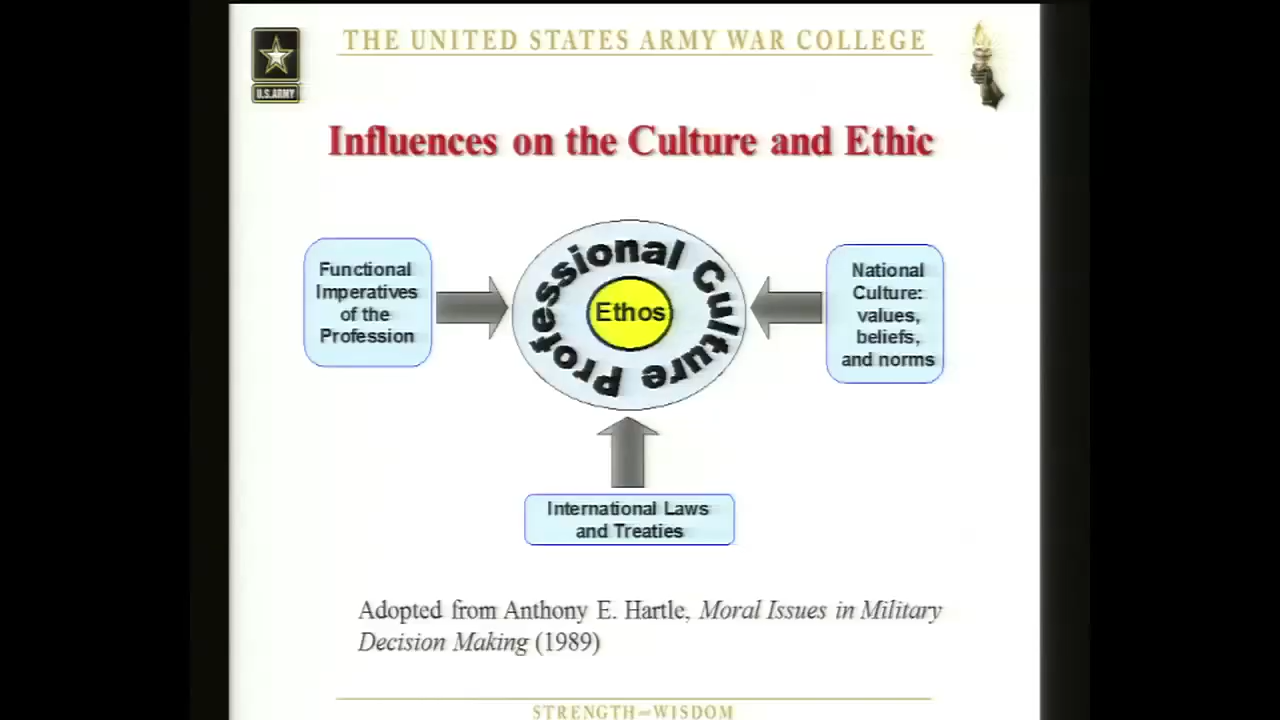 THE UNITED STATES ARMY WAR COLLEGE
U.S.ARMY
Influences on the Culture and Ethic
Functional
Imperatives
of the
Profession
Professional Culture
Ethos
National
Culture:
values,
beliefs,
and norms
International Laws
and Treaties
Adopted from Anthony E. Hartle, Moral Issues in Military
Decision Making (1989)
STRENGTH—WISDOM